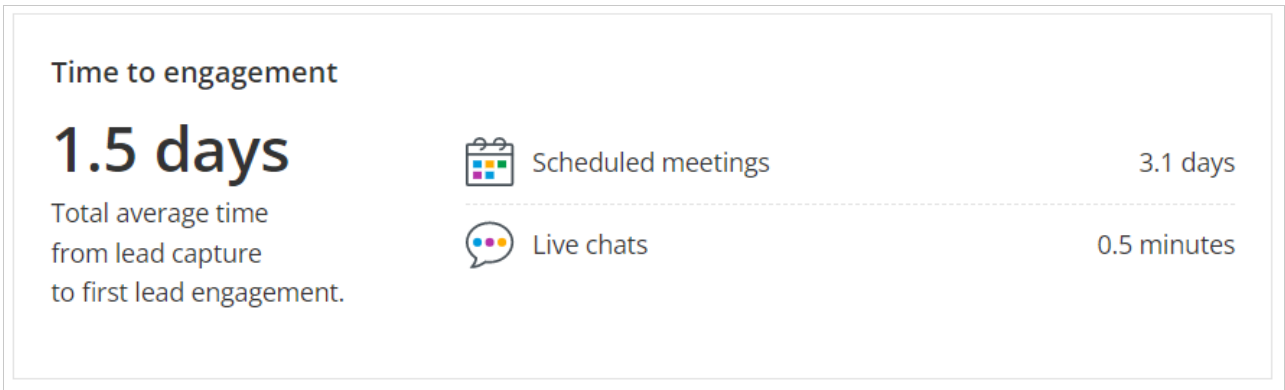 Time to engagement
1.5 days
Total average time
from lead capture
to first lead engagement.
Scheduled meetings 3.1 days
Live chats 0.5 minutes